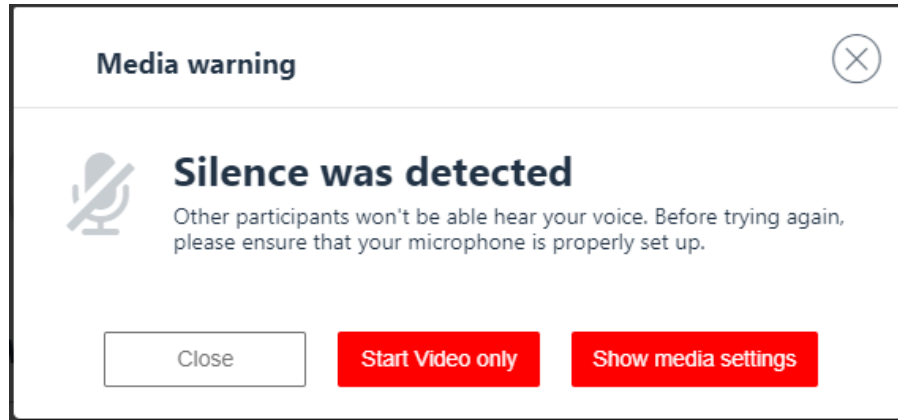 Media warning
Silence was detected
Other participants won't be able hear your voice. Before trying again,
please ensure that your microphone is properly set up.
Close
Start Video only
Show media settings